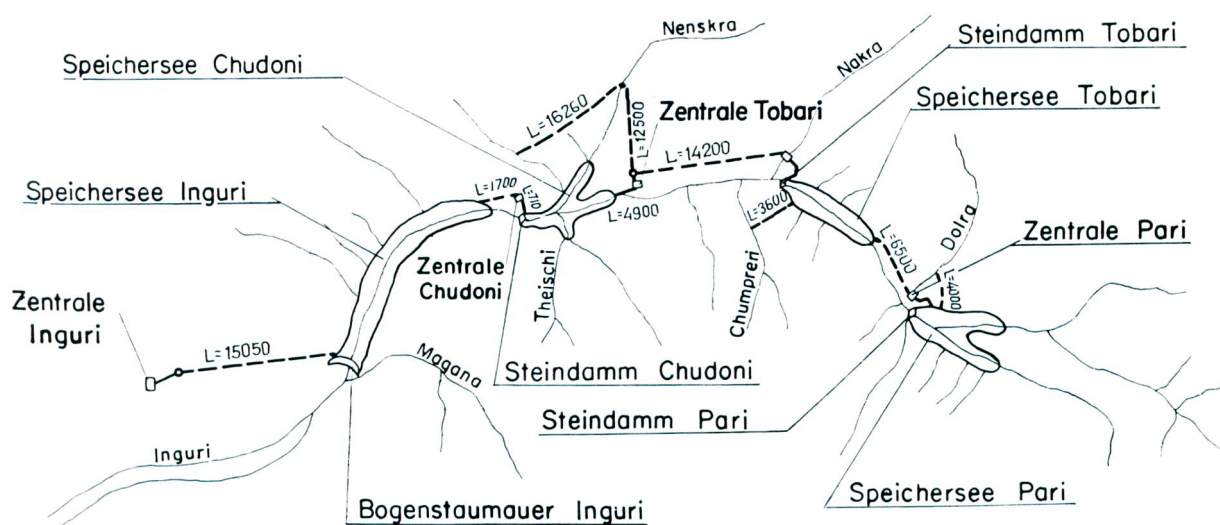 Nenskra
Steindamm Tobari
Speichersee Chudoni
Nakra
L=16260
L=12500
Zentrale Tobari
Speichersee Tobari
L=14200
Speichersee Inguri
L=1700
L=710
L=4900
L=3600
L=6500
Dolra
Zentrale Pari
Zentrale
Chudoni
Theischi
Chumpreri
L=4000
Zentrale
Inguri
L=15050
Magana
Steindamm Chudoni
Steindamm Pari
Inguri
Speichersee Pari
Bogenstaumauer Inguri